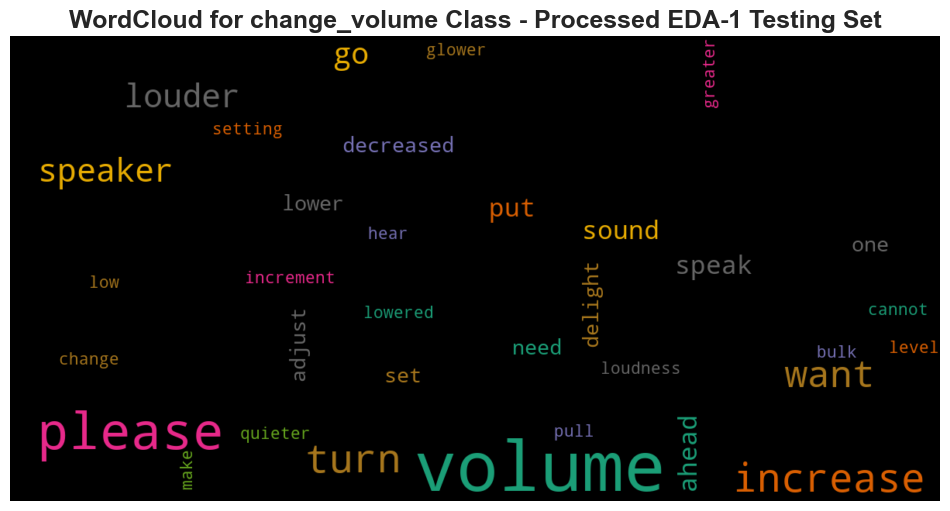 WordCloud for change_volume Class - Processed EDA-1 Testing Set
go
glower
greater
louder
setting
decreased
speaker
lower
put
hear
sound
one
speak
low
increment
delight
lowered
cannot
adjust
need
bulk
level
change
set
loudness
want
please
quieter
pull
make
turn
volume
ahead
increase